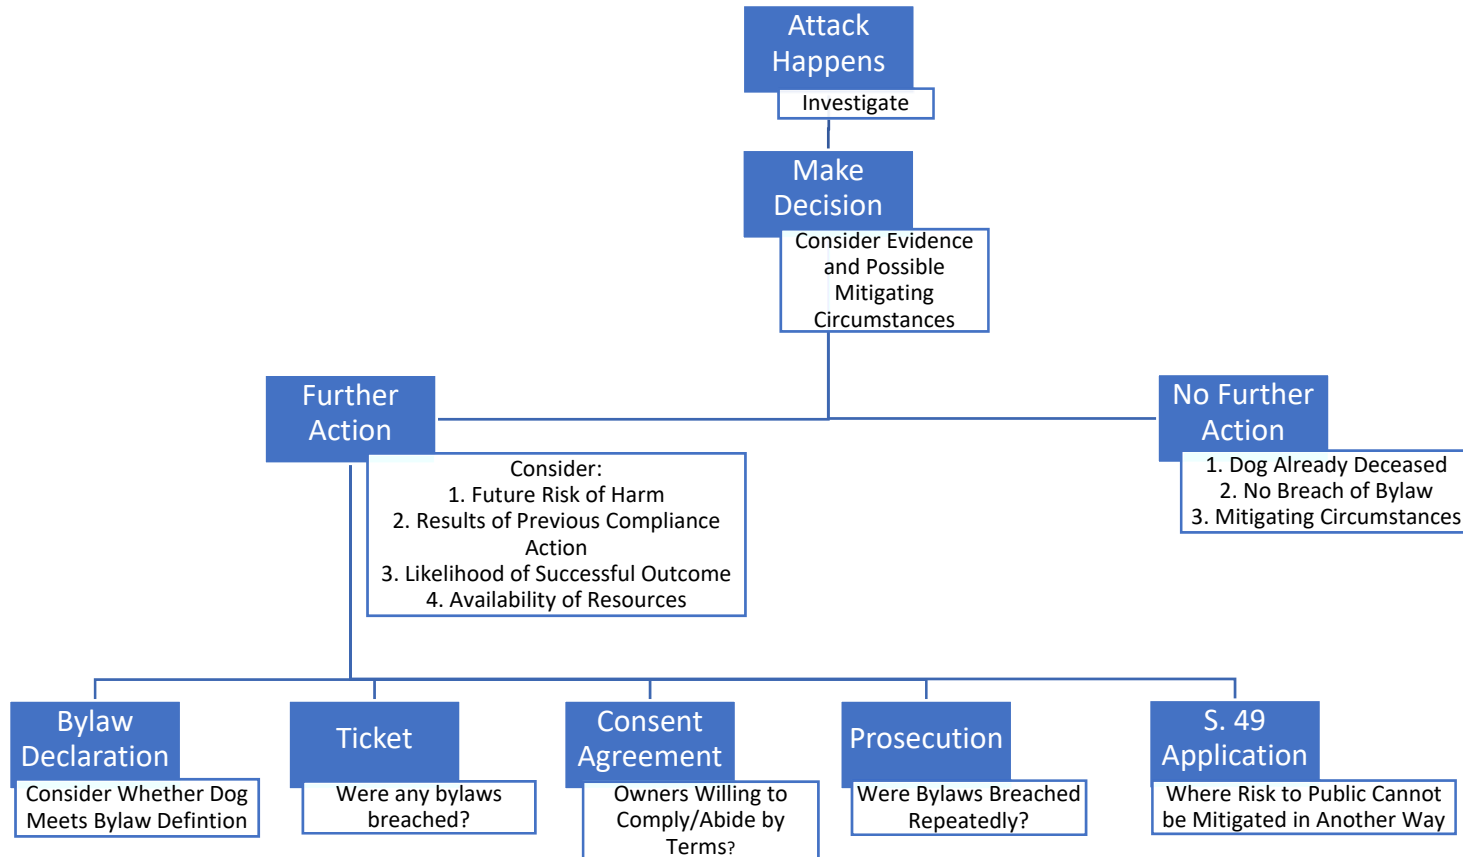 Attack
Happens
Investigate
Make
Decision
Consider Evidence
and Possible
Mitigating
Circumstances
Further
Action
Consider:
1. Future Risk of Harm
2. Results of Previous Compliance
Action
3. Likelihood of Successful Outcome
4. Availability of Resources
No Further
Action
1. Dog Already Deceased
2. No Breach of Bylaw
3. Mitigating Circumstances
Bylaw
Declaration
Consider Whether Dog
Meets Bylaw Defintion
Ticket
Were any bylaws
breached?
Consent
Agreement
Owners Willing to
Comply/Abide by
Terms?
Prosecution
Were Bylaws Breached
Repeatedly?
S. 49
Application
Where Risk to Public Cannot
be Mitigated in Another Way